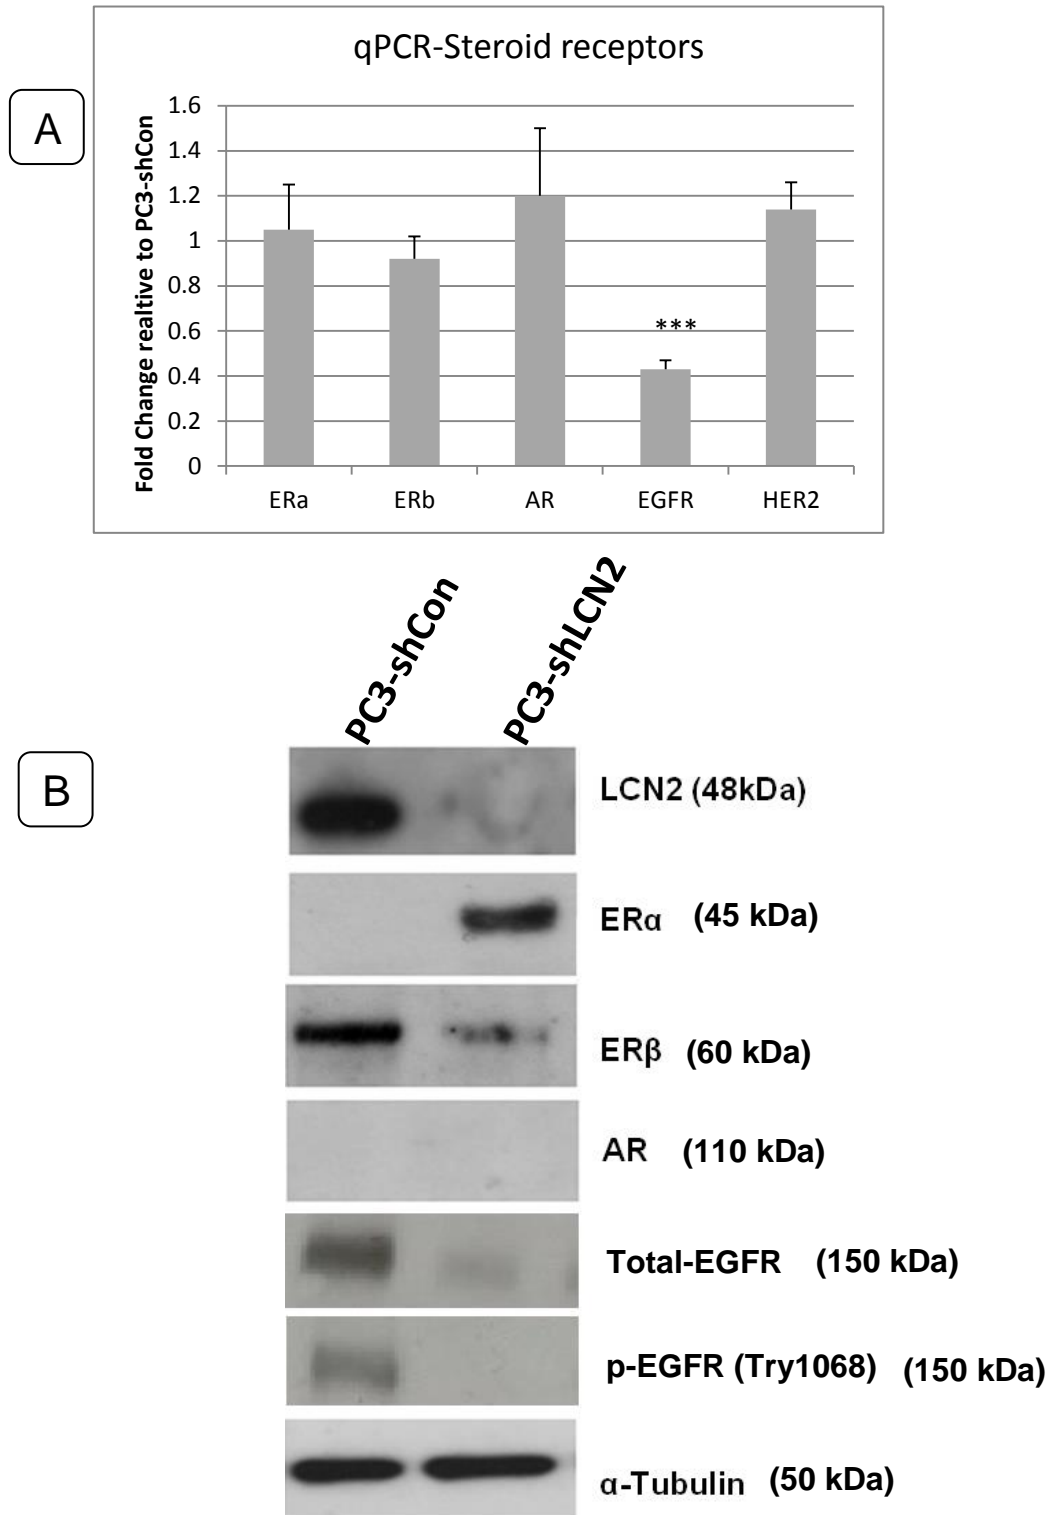 qPCR-Steroid receptors
A
Fold Change realtive to PC3-shCon
1.6
1.4
1.2
1
0.8
0.6
0.4
0.2
0
***
ERa ERb AR EGFR HER2
PC3-shCon PC3-shLCN2
B
LCN2 (48kDa)
ERα (45 kDa)
ERβ (60 kDa)
AR (110 kDa)
Total-EGFR (150 kDa)
p-EGFR (Try1068) (150 kDa)
α-Tubulin (50 kDa)